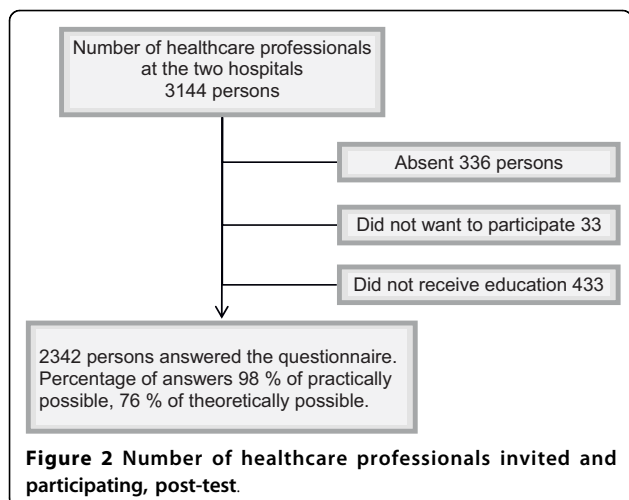 Number of healthcare professionals
at the two hospitals
3144 persons
Absent 336 persons
Did not want to participate 33
Did not receive education 433
2342 persons answered the questionnaire.
Percentage of answers 98 % of practically
possible, 76 % of theoretically possible.
Figure 2 Number of healthcare professionals invited and
participating, post-test.